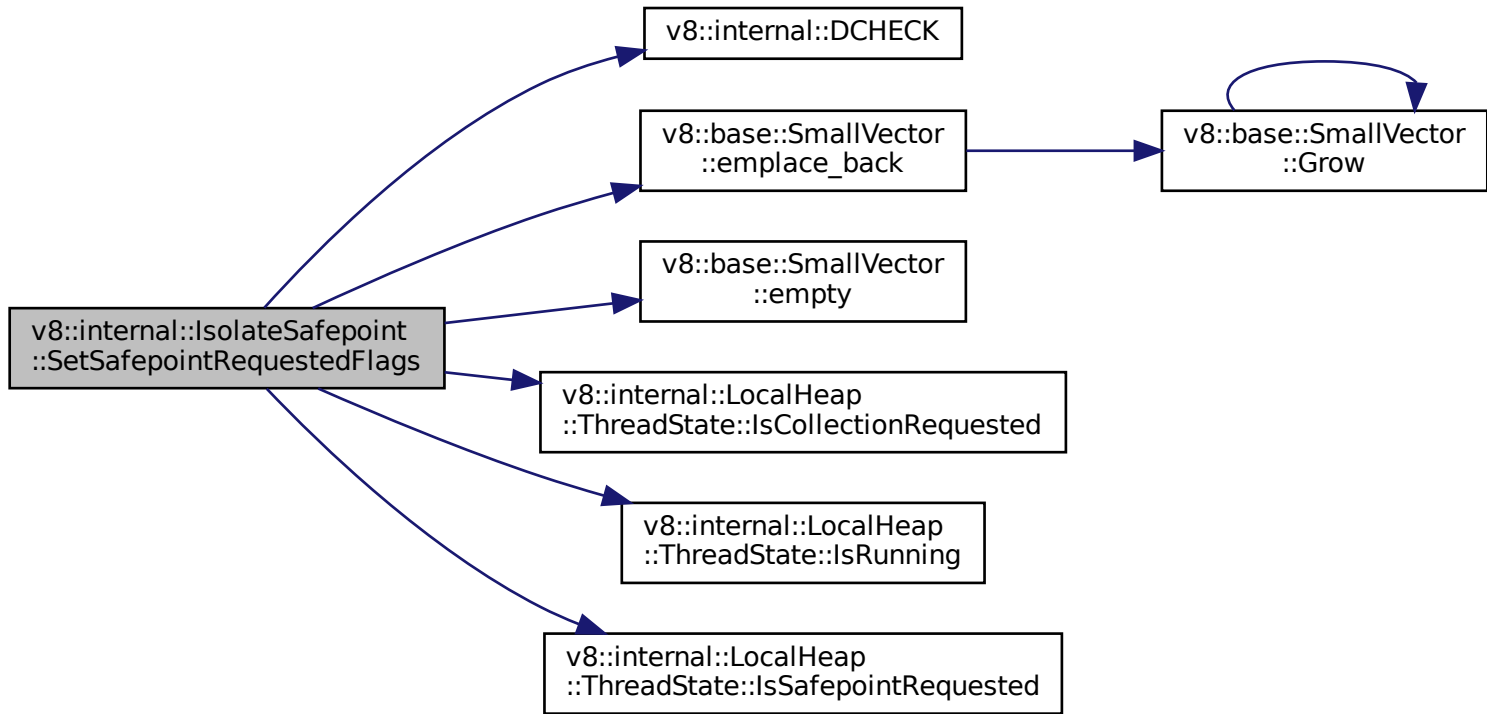 v8::internal::DCHECK
v8::base::SmallVector
::emplace_back
v8::base::SmallVector
::Grow
v8::base::SmallVector
::empty
v8::internal::IsolateSafepoint
::SetSafepointRequestedFlags
v8::internal::LocalHeap
::ThreadState::IsCollectionRequested
v8::internal::LocalHeap
::ThreadState::IsRunning
v8::internal::LocalHeap
::ThreadState::IsSafepointRequested